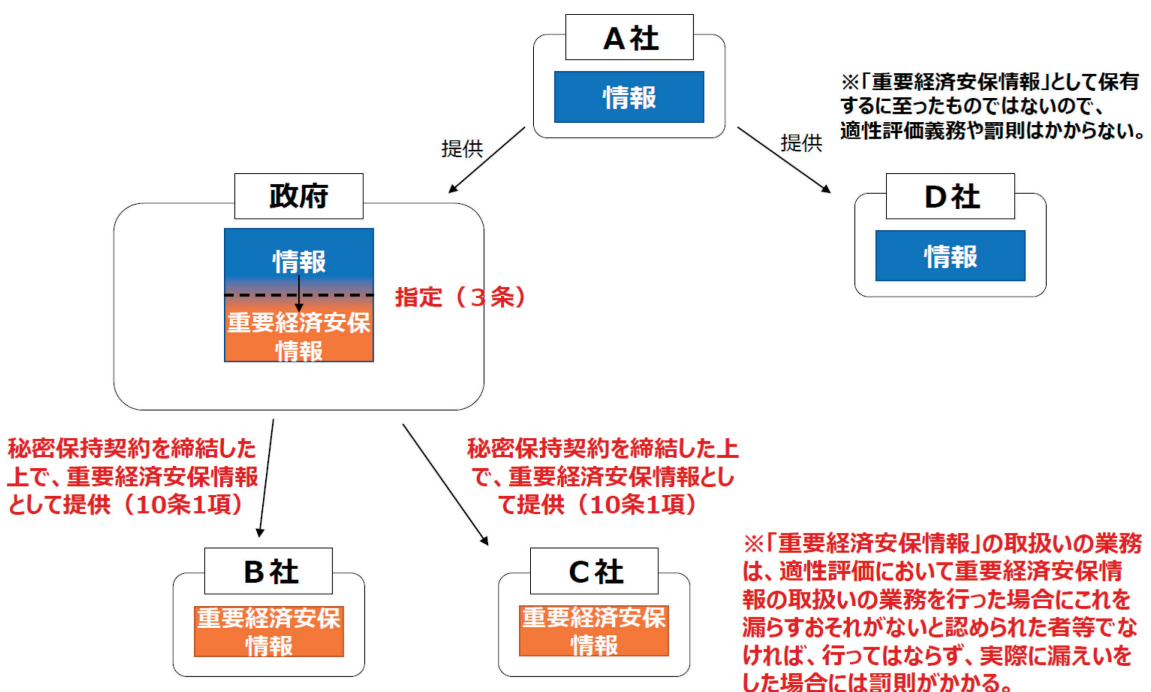 A社
情報
※「重要経済安保情報」として保有
するに至ったものではないので、
適性評価義務や罰則はかからない。
提供
提供
政府
D社
情報
情報
指定（３条）
重要経済安保
情報
秘密保持契約を締結した
上で、重要経済安保情報
として提供（10条1項）
秘密保持契約を締結した上
で、重要経済安保情報とし
て提供（10条1項）
B社
C社
重要経済安保
情報
重要経済安保
情報
※「重要経済安保情報」の取扱いの業務
は、適性評価において重要経済安保情
報の取扱いの業務を行った場合にこれを
漏らすおそれがないと認められた者等でな
ければ、行ってはならず、実際に漏えいを
した場合には罰則がかかる。